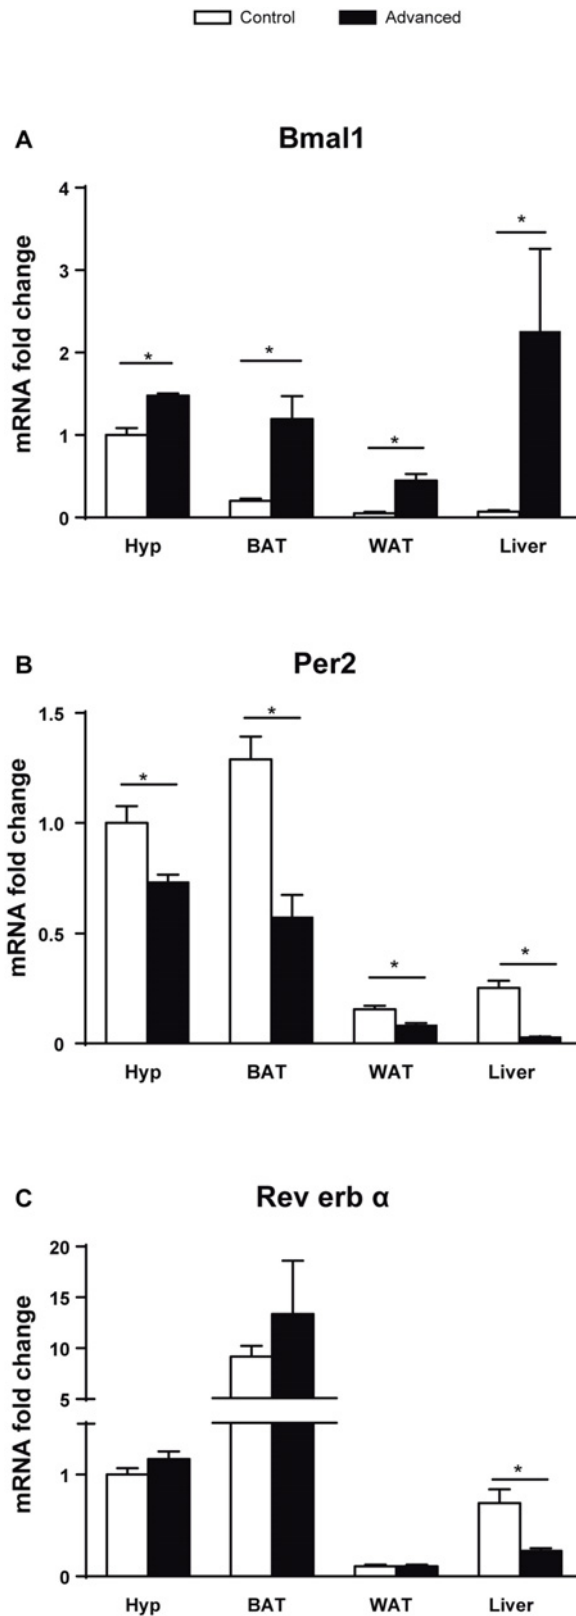 Control Advanced
A Bmal1
mRNA fold change
4
3
2
1
0
*
*
*
*
Hyp BAT WAT Liver
B Per2
mRNA fold change
1.5
1.0
0.5
0
*
*
*
*
Hyp BAT WAT Liver
C Rev erb α
mRNA fold change
20
15
10
5
1
0
*
Hyp BAT WAT Liver